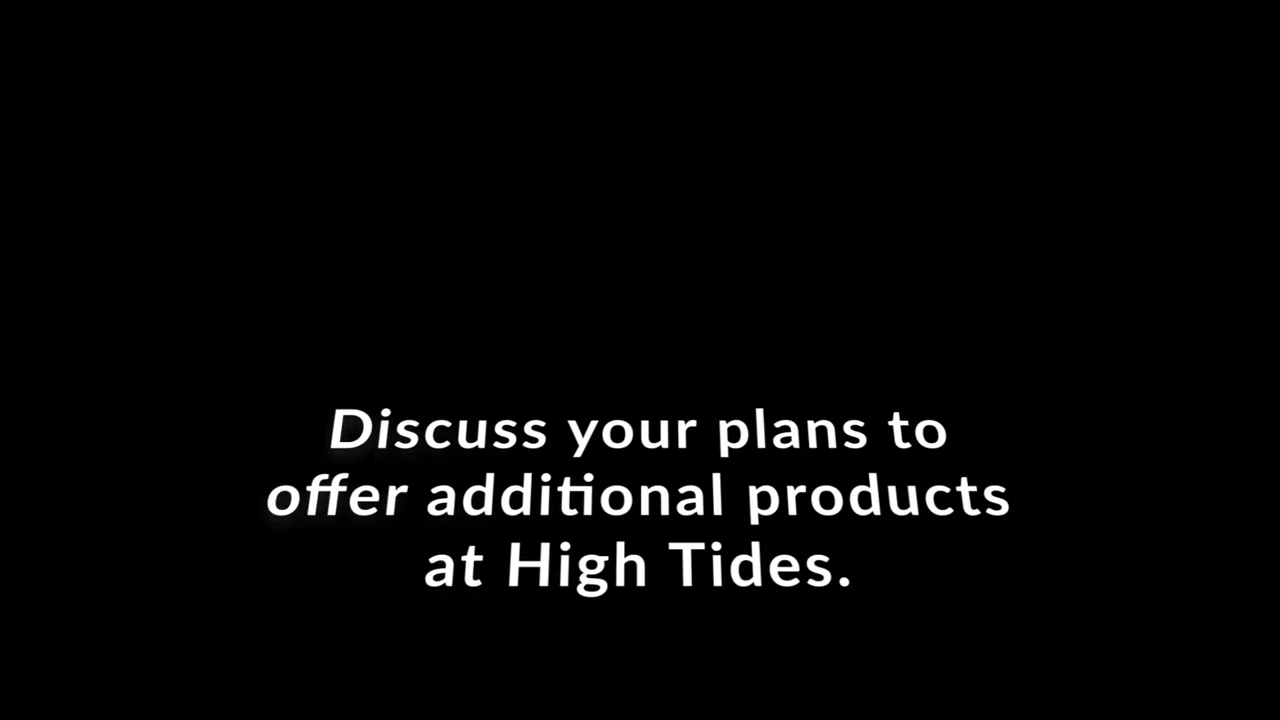 Discuss your plans to
offer additional products
at High Tides.